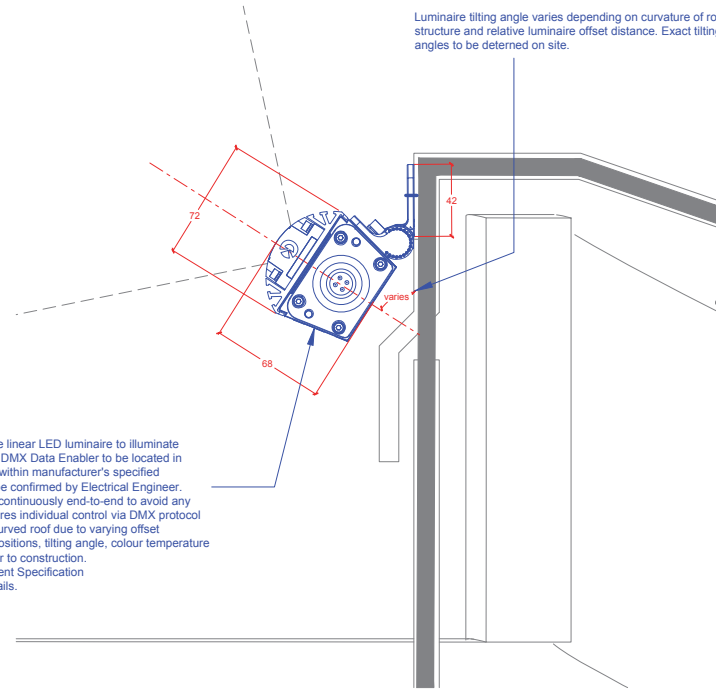 Luminaire tilting angle varies depending on curvature of ro
structure and relative luminaire offset distance. Exact tilting
angles to be deterned on site.
42
72
varies
68
e linear LED luminaire to illuminate
DMX Data Enabler to be located in
within manufacturer's specified
be confirmed by Electrical Engineer.
continuously end-to-end to avoid any
res individual control via DMX protocol
urved roof due to varying offset
ositions, tilting angle, colour temperature
r to construction.
ent Specification
ails.